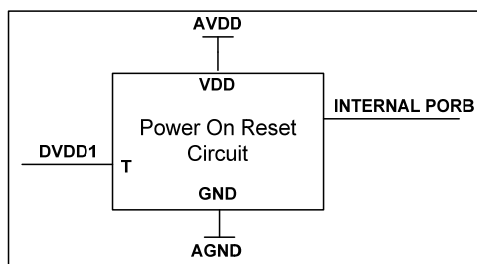 AVDD
VDD
INTERNAL PORB
Power On Reset
Circuit
DVDD1
T
GND
AGND